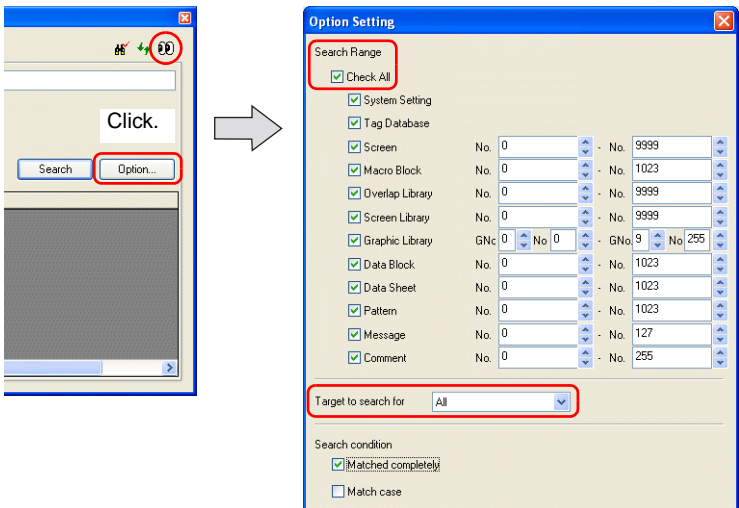 Click.
Search Option...
Option Setting
Search Range
Check All
System Setting
Tag Database
Screen No. 0 - No. 9999
Macro Block No. 0 - No. 1023
Overlap Library No. 0 - No. 9999
Screen Library No. 0 - No. 9999
Graphic Library GNo 0 No 0 - GNo. 9 No 255
Data Block No. 0 - No. 1023
Data Sheet No. 0 - No. 1023
Pattern No. 0 - No. 1023
Message No. 0 - No. 127
Comment No. 0 - No. 255
Target to search for All
Search condition
Matched completely
Match case